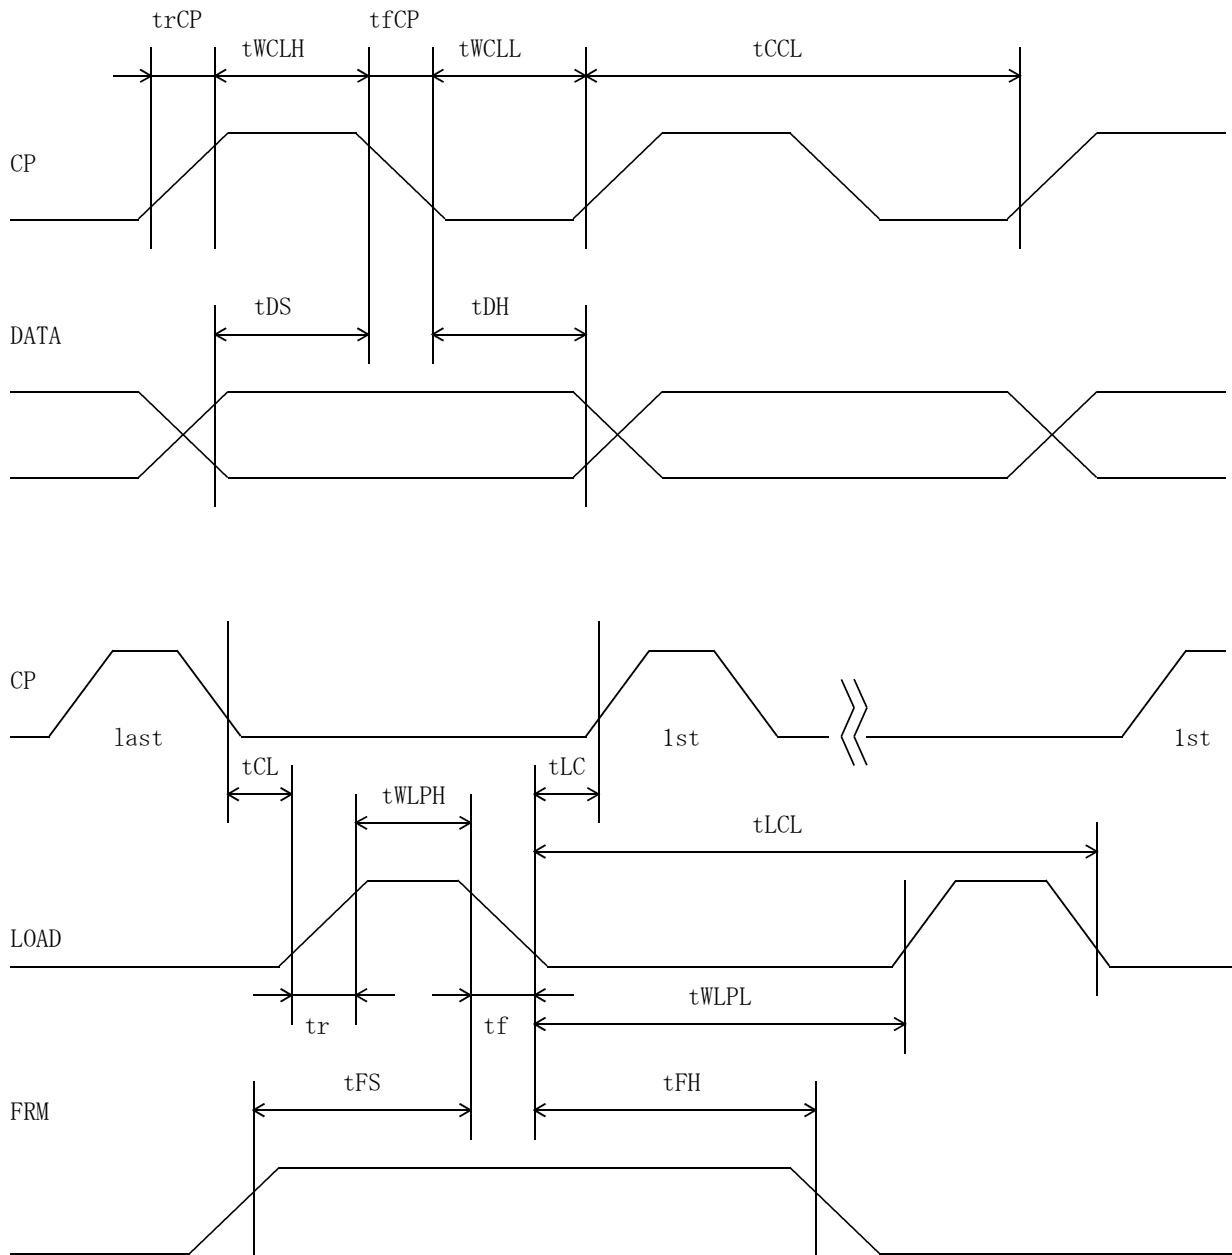 trCP
tfCP
tWCLH
tWCLL
tCCL
CP
tDS
tDH
DATA
CP
last
1st
1st
tCL
tLC
tWLPH
tLCL
LOAD
tWLPL
tr
tf
tFS
tFH
FRM